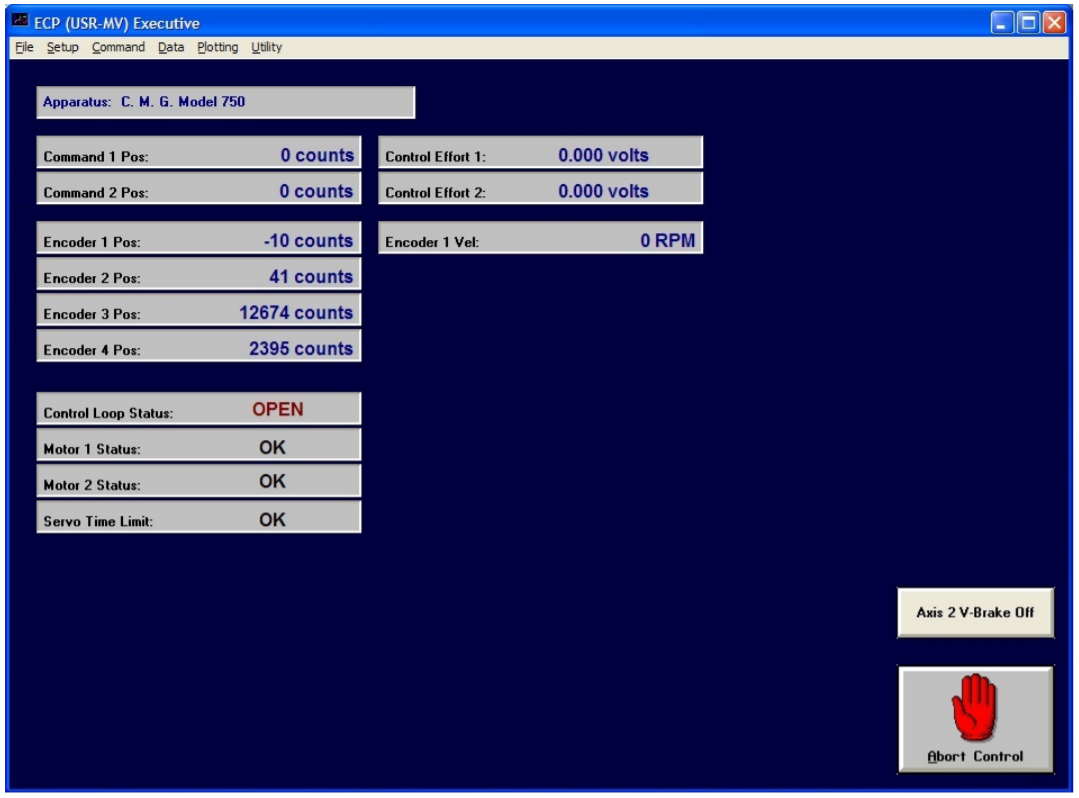 ECP (USR-MV) Executive
File Setup Command Data Plotting Utility
Apparatus: C. M. G. Model 750
Command 1 Pos: 0 counts Control Effort 1: 0.000 volts
Command 2 Pos: 0 counts Control Effort 2: 0.000 volts
Encoder 1 Pos: -10 counts Encoder 1 Vel: 0 RPM
Encoder 2 Pos: 41 counts
Encoder 3 Pos: 12674 counts
Encoder 4 Pos: 2395 counts
Control Loop Status: OPEN
Motor 1 Status: OK
Motor 2 Status: OK
Servo Time Limit: OK
Axis 2 V-Brake Off
Abort Control